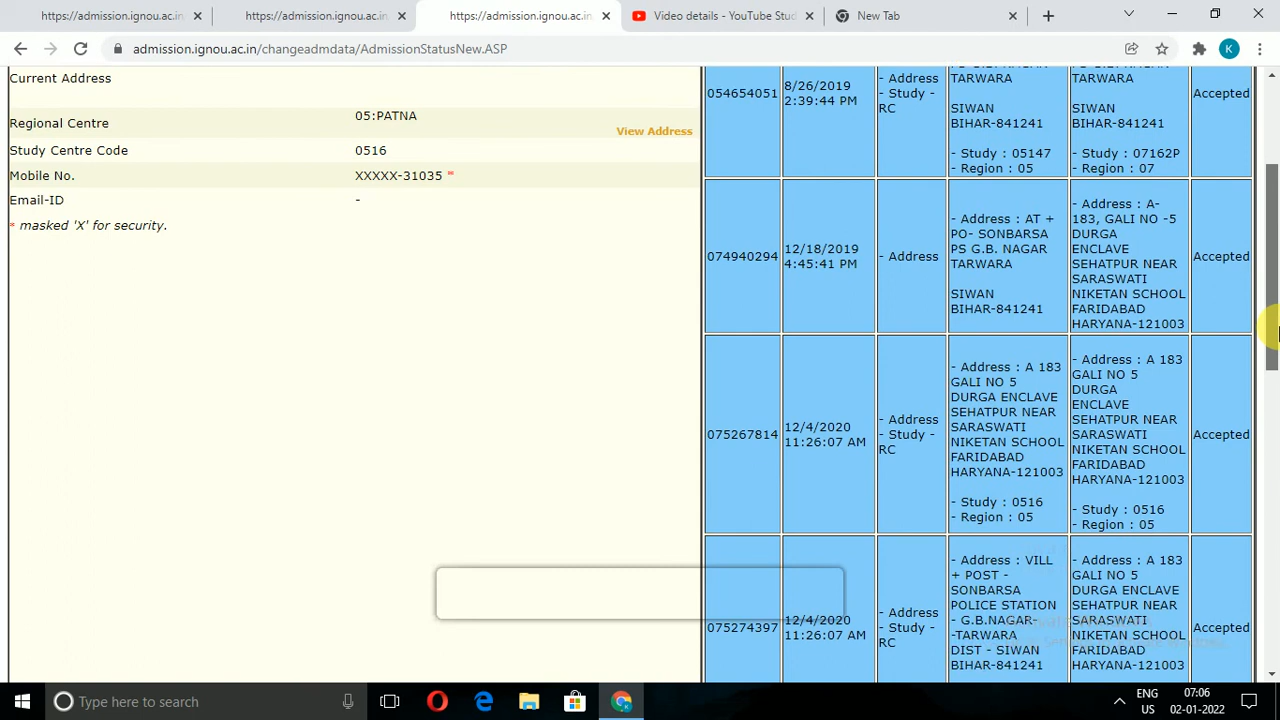 https://admission.ignou.ac.in
https://admission.ignou.ac.in
https://admission.ignou.ac.in
Video details - YouTube Stud
New Tab
admission.ignou.ac.in/changeadmdata/AdmissionStatusNew.ASP
K
Current Address
Regional Centre
05:PATNA
View Address
Study Centre Code
0516
Mobile No.
XXXXX-31035 *
Email-ID
-
* masked 'X' for security.
054654051
8/26/2019
2:39:44 PM
- Address
- Study -
RC
TARWARA
SIWAN
BIHAR-841241
- Study : 05147
- Region : 05
TARWARA
SIWAN
BIHAR-841241
- Study : 07162P
- Region : 07
Accepted
074940294
12/18/2019
4:45:41 PM
- Address
- Address : AT +
PO- SONBARSA
PS G.B. NAGAR
TARWARA
SIWAN
BIHAR-841241
- Address : A-
183, GALI NO -5
DURGA
ENCLAVE
SEHATPUR NEAR
SARASWATI
NIKETAN SCHOOL
FARIDABAD
HARYANA-121003
Accepted
075267814
12/4/2020
11:26:07 AM
- Address
- Study -
RC
- Address : A 183
GALI NO 5
DURGA ENCLAVE
SEHATPUR NEAR
SARASWATI
NIKETAN SCHOOL
FARIDABAD
HARYANA-121003
- Study : 0516
- Region : 05
- Address : A 183
GALI NO 5
DURGA
ENCLAVE
SEHATPUR NEAR
SARASWATI
NIKETAN SCHOOL
FARIDABAD
HARYANA-121003
- Study : 0516
- Region : 05
Accepted
075274397
12/4/2020
11:26:07 AM
- Address
- Study -
RC
- Address : VILL
+ POST -
SONBARSA
POLICE STATION
- G.B.NAGAR-
-TARWARA
DIST - SIWAN
BIHAR-841241
- Address : A 183
GALI NO 5
DURGA ENCLAVE
SEHATPUR NEAR
SARASWATI
NIKETAN SCHOOL
FARIDABAD
HARYANA-121003
Accepted
Type here to search
ENG
US
07:06
02-01-2022